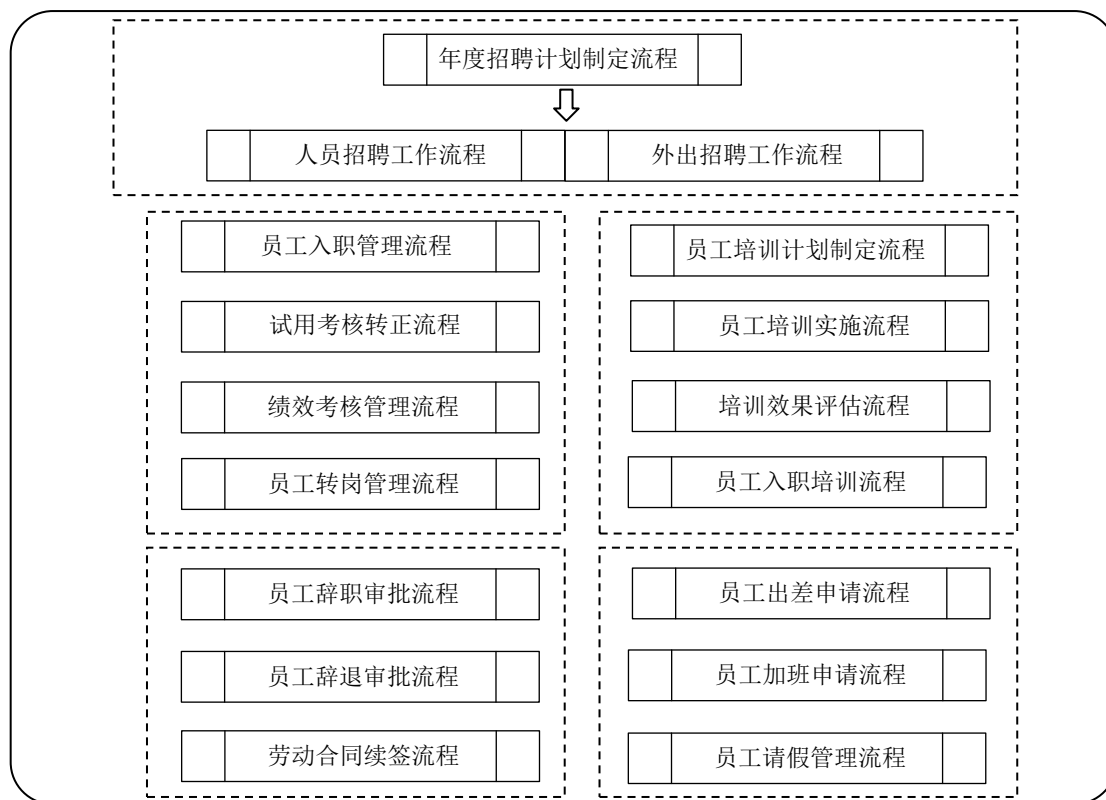 年度招聘计划制定流程
人员招聘工作流程
外出招聘工作流程
员工入职管理流程
试用考核转正流程
绩效考核管理流程
员工转岗管理流程
员工培训计划制定流程
员工培训实施流程
培训效果评估流程
员工入职培训流程
员工辞职审批流程
员工辞退审批流程
劳动合同续签流程
员工出差申请流程
员工加班申请流程
员工请假管理流程